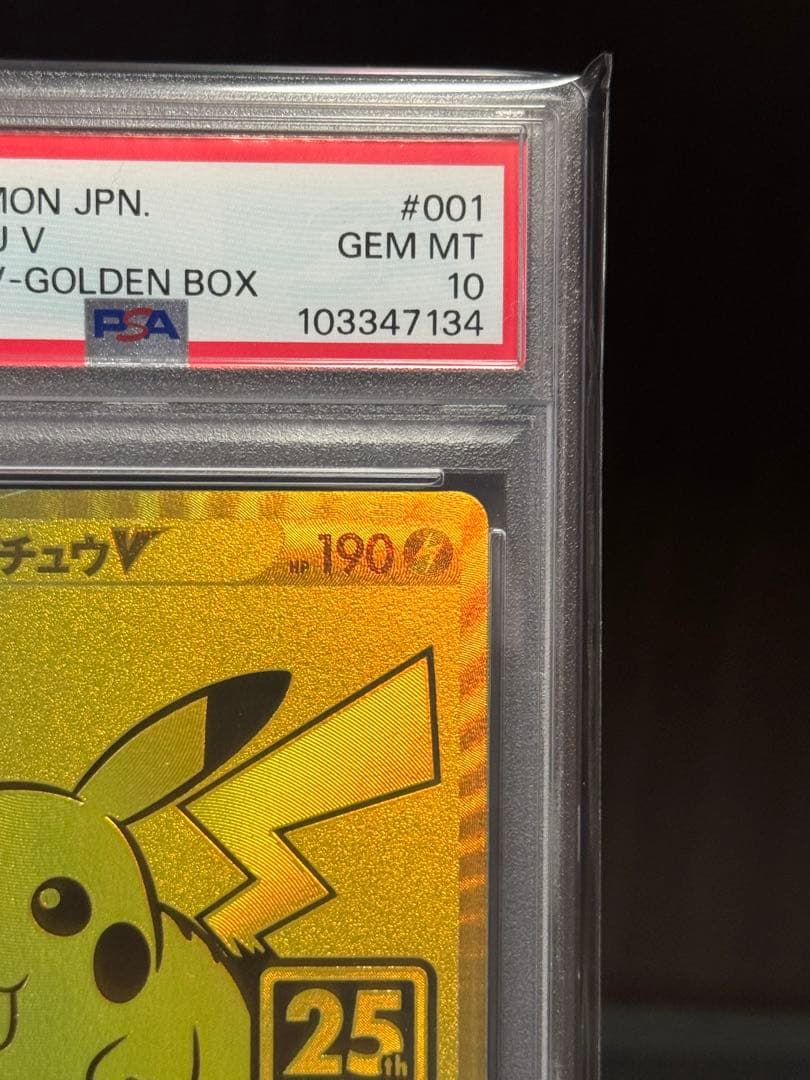 MON JPN.
#001
U V
GEM MT
-GOLDEN BOX
10
PSA
103347134
チュウV
HP 190
25th